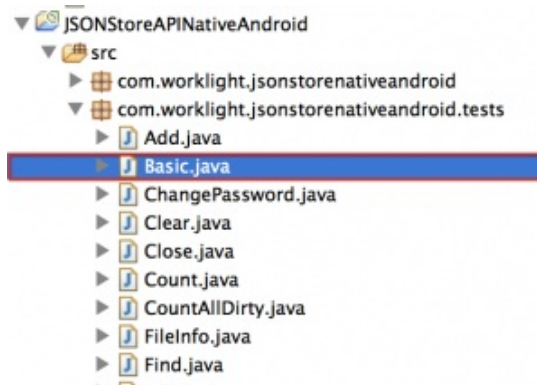 JSONStoreAPINativeAndroid
src
com.worklight.jsonstorenativeandroid
com.worklight.jsonstorenativeandroid.tests
Add.java
Basic.java
ChangePassword.java
Clear.java
Close.java
Count.java
CountAllDirty.java
FileInfo.java
Find.java